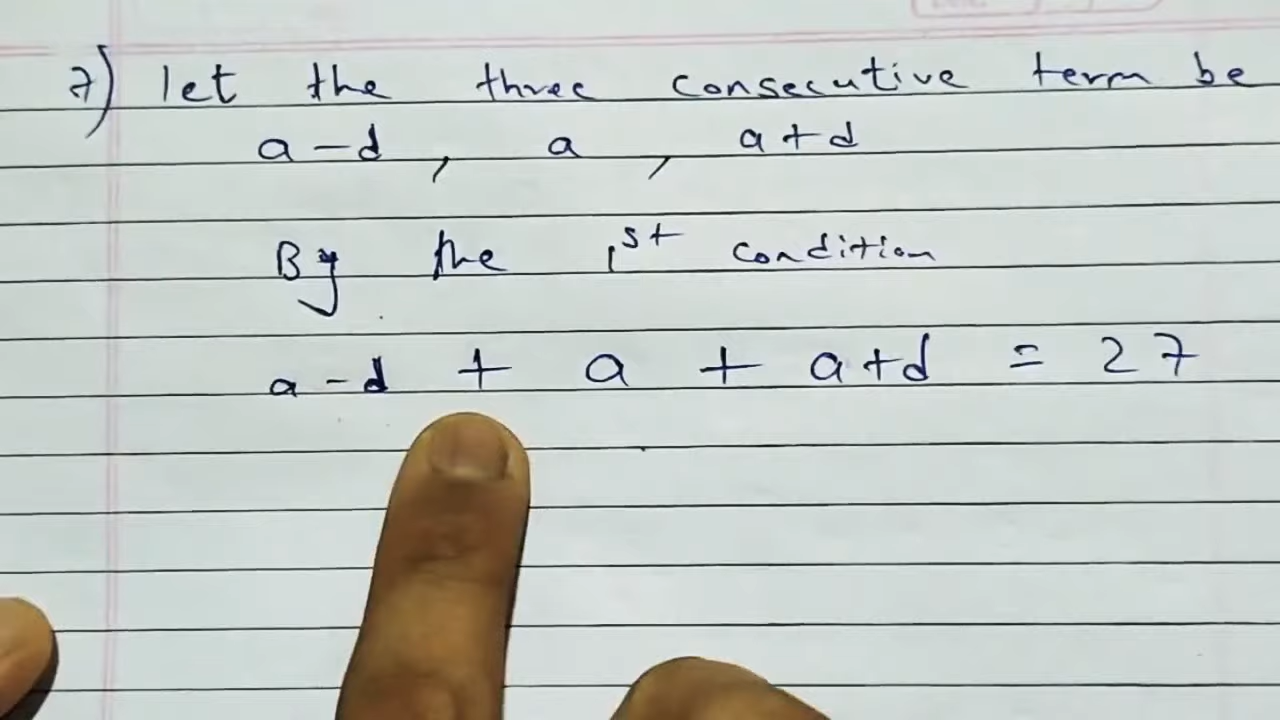 7) let the three consecutive term be
a - d , a , a + d
By the 1st condition
a - d + a + a + d = 27